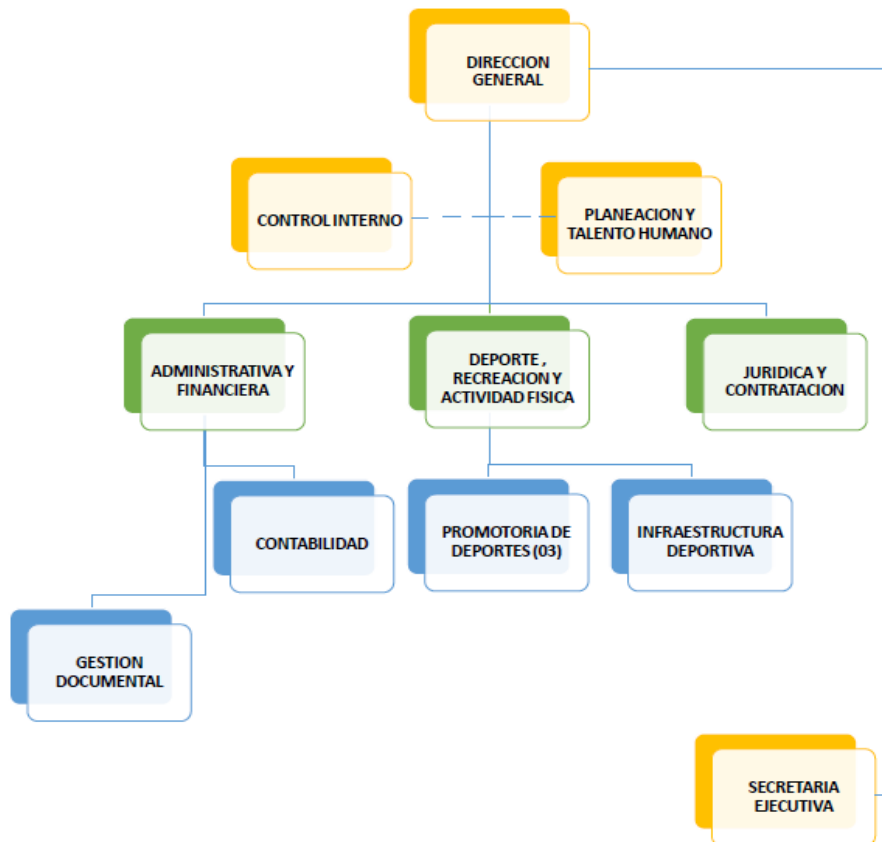 DIRECCION
GENERAL
CONTROL INTERNO
PLANEACION Y
TALENTO HUMANO
ADMINISTRATIVA Y
FINANCIERA
DEPORTE ,
RECREACION Y
ACTIVIDAD FISICA
JURIDICA Y
CONTRATACION
CONTABILIDAD
PROMOTORIA DE
DEPORTES (03)
INFRAESTRUCTURA
DEPORTIVA
GESTION
DOCUMENTAL
SECRETARIA
EJECUTIVA